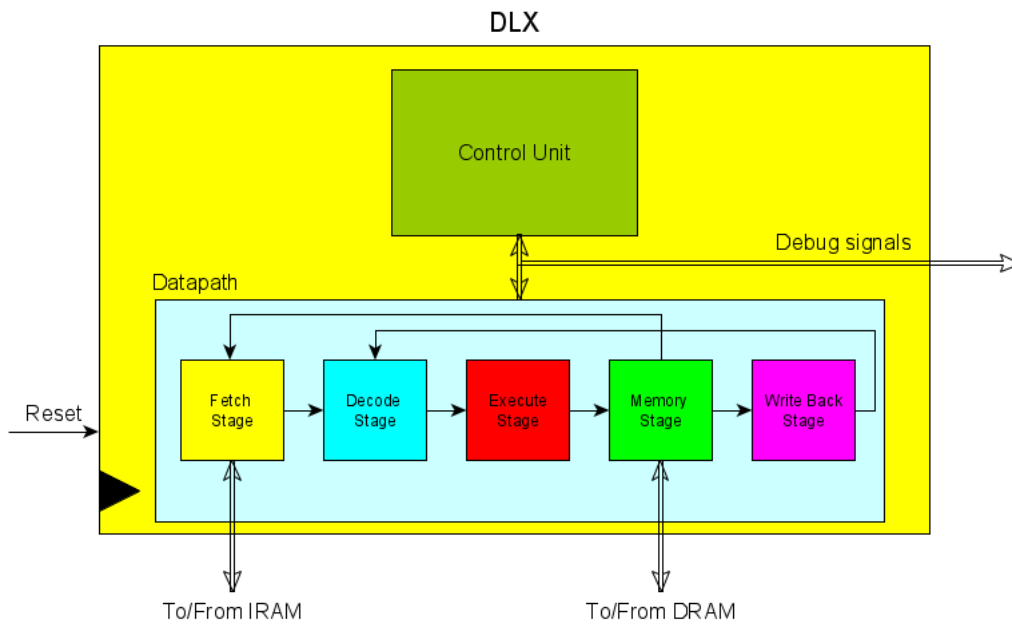 DLX
Control Unit
Debug signals
Datapath
Fetch
Stage
Decode
Stage
Execute
Stage
Memory
Stage
Write Back
Stage
Reset
To/From IRAM
To/From DRAM